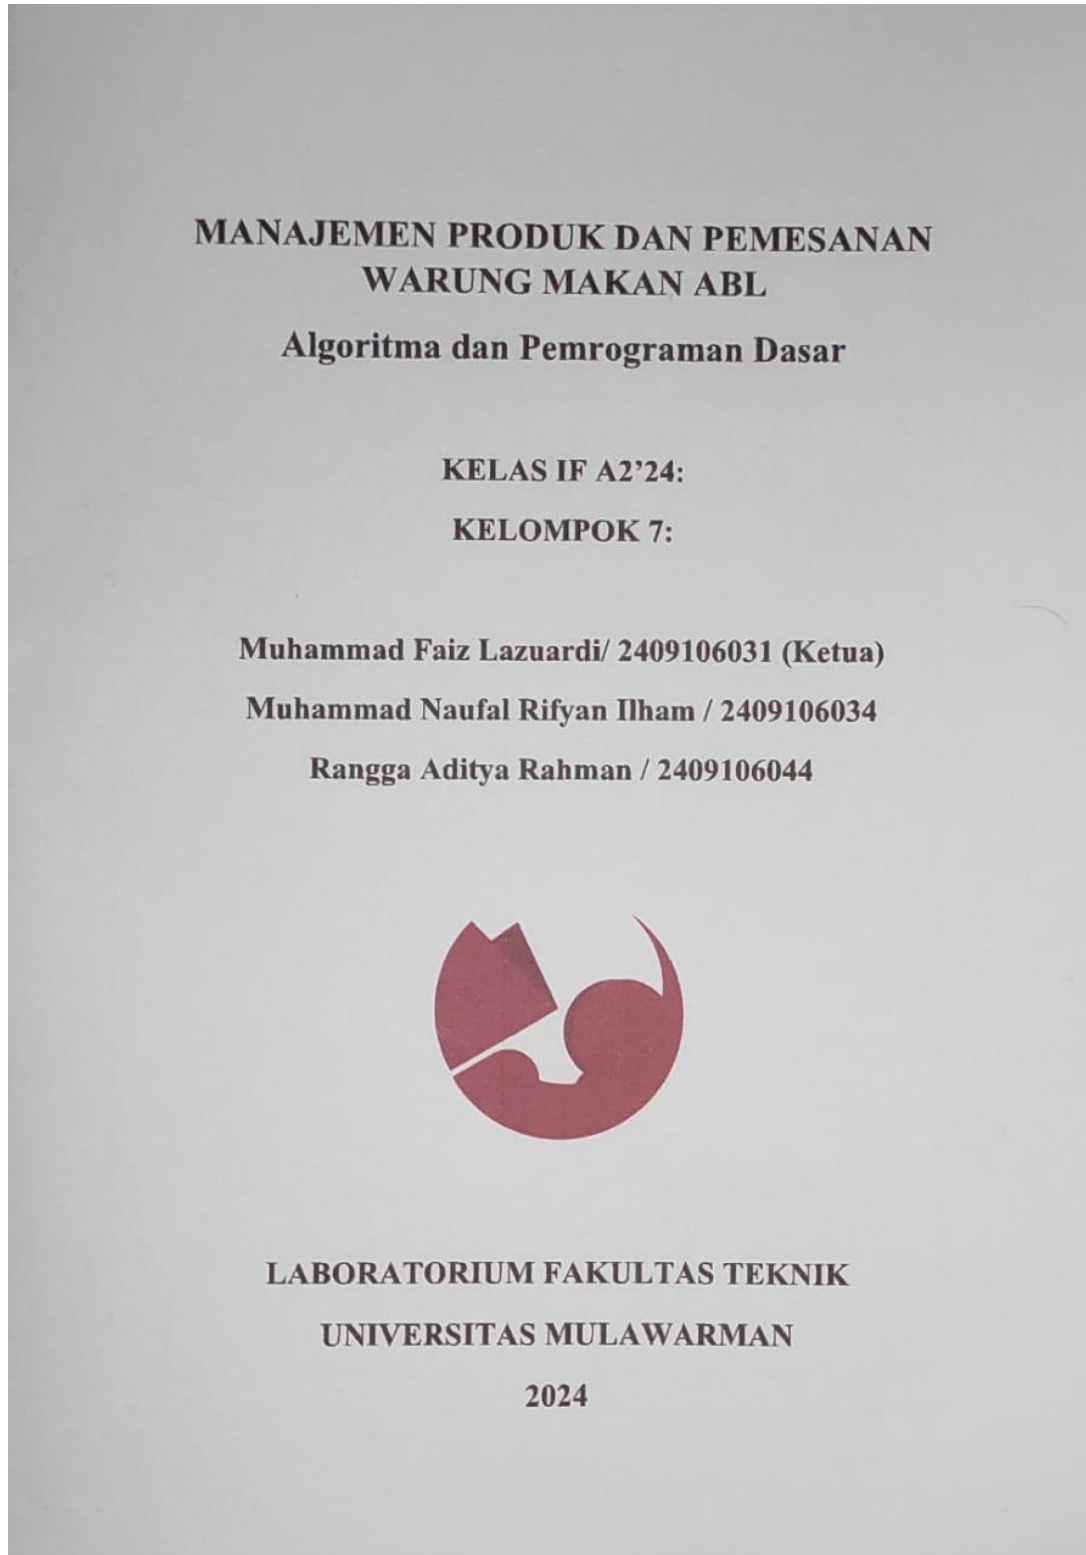 MANAJEMEN PRODUK DAN PEMESANAN
WARUNG MAKAN ABL
Algoritma dan Pemrograman Dasar
KELAS IF A2’24:
KELOMPOK 7:
Muhammad Faiz Lazuardi/ 2409106031 (Ketua)
Muhammad Naufal Rifyan Ilham / 2409106034
Rangga Aditya Rahman / 2409106044
LABORATORIUM FAKULTAS TEKNIK
UNIVERSITAS MULAWARMAN
2024